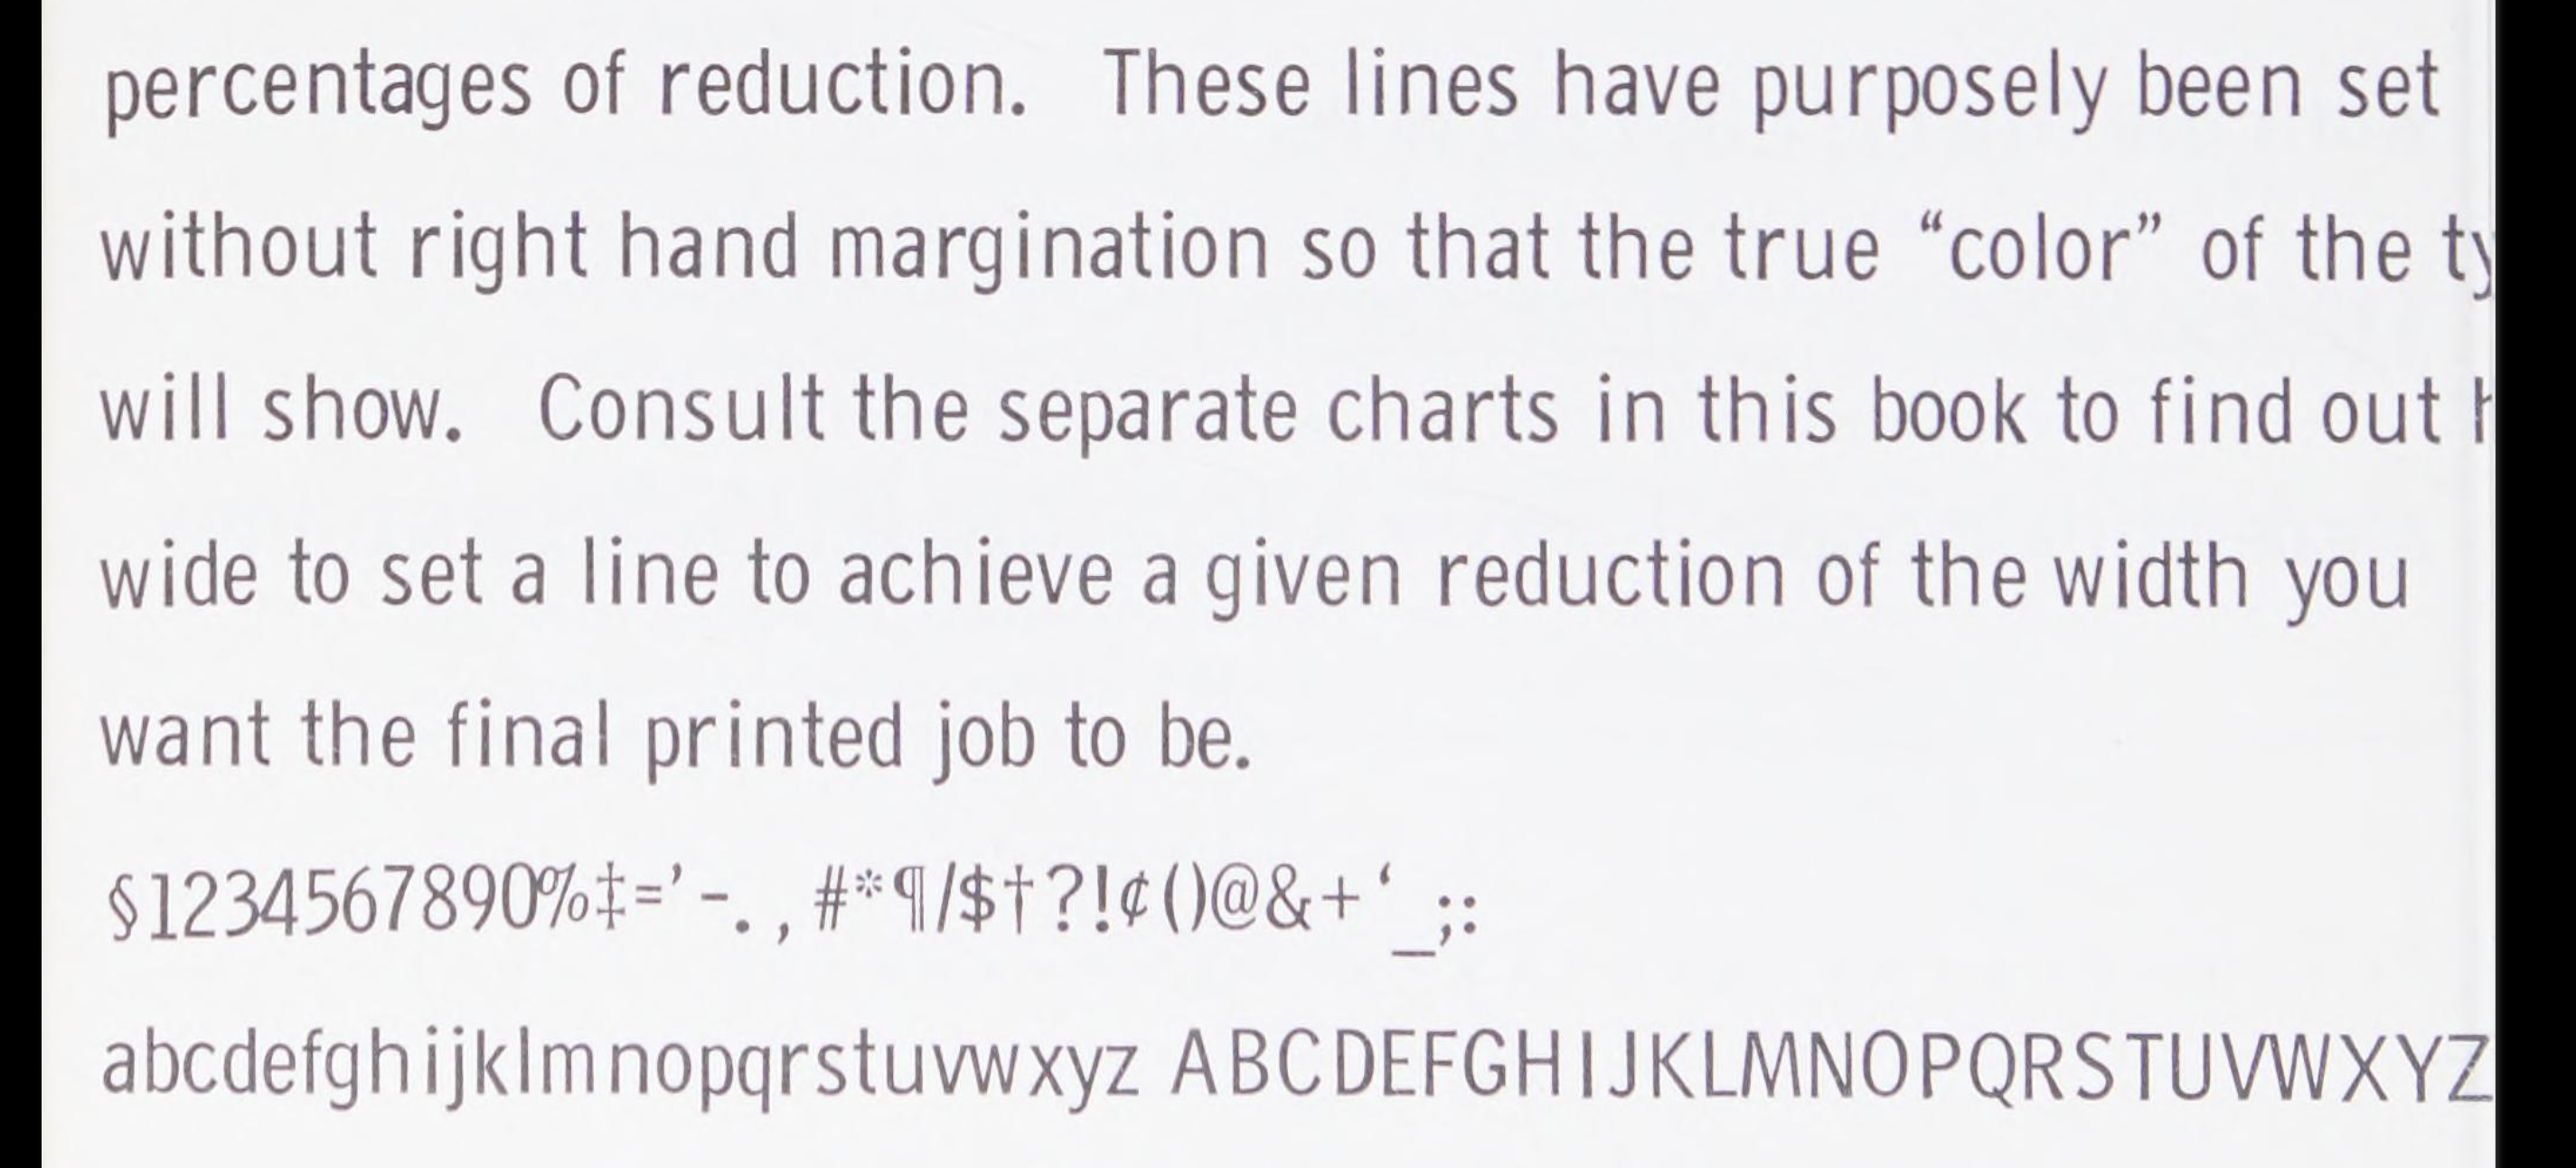 percentages of reduction. These lines have purposely been set
without right hand margination so that the true “color” of the
will show. Consult the separate charts in this book to find out
wide to set a line to achieve a given reduction of the width you
want the final printed job to be.
§1234567890%‡=’-., #*¶/$†?!¢()@&+‘_;:
abcdefghijklmnopqrstuvwxyz ABCDEFGHIJKLMNOPQRSTUVWXYZ